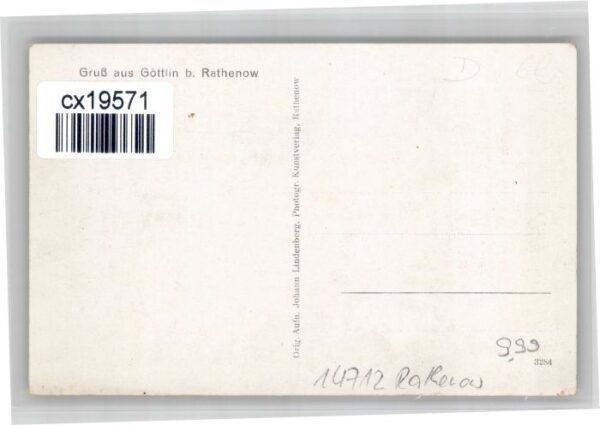 Gruß aus Göttlin b. Rathenow
cx19571
Orig. Aufn. Johann Lindenberg. Photogr. Kunstverlag, Rathenow
D
9,99
3284
14712 Rathenow